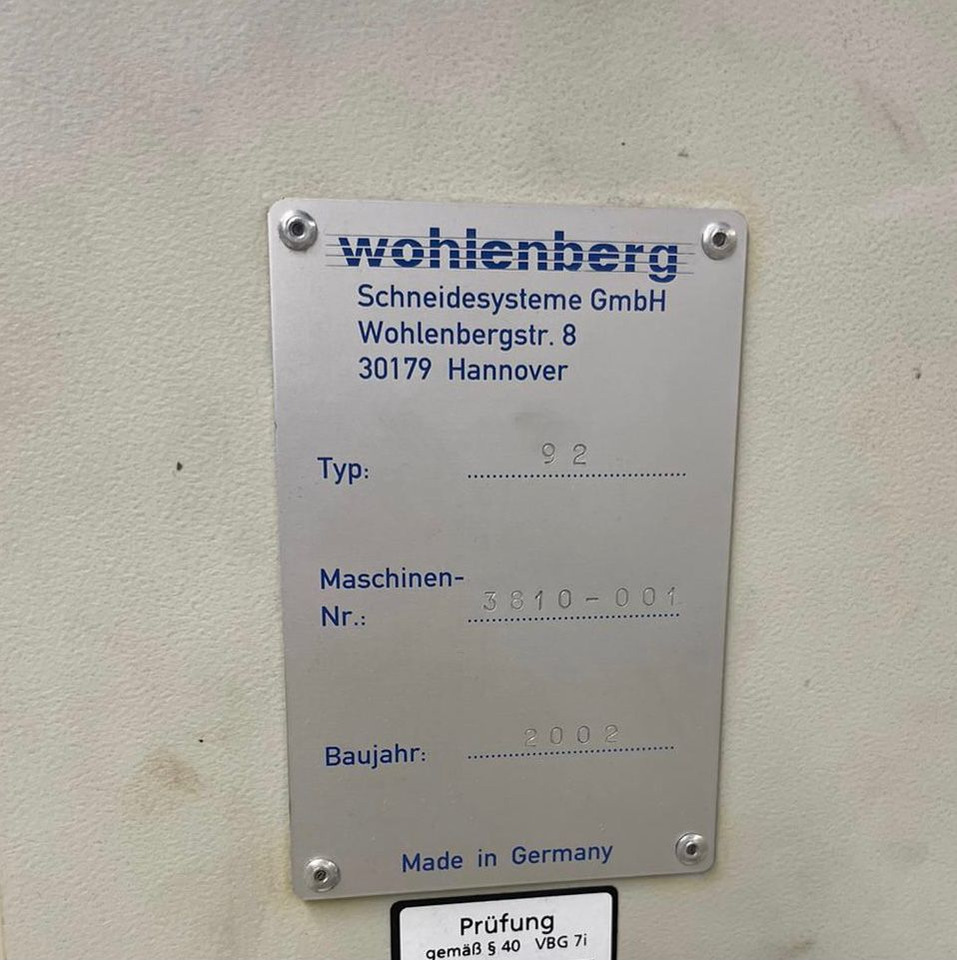 wohlenberg
Schneidesysteme GmbH
Wohlenbergstr. 8
30179 Hannover
Typ: 92
Maschinen-
Nr.: 3810-001
Baujahr: 2002
Made in Germany
Prüfung
gemäß § 40 VBG 7i